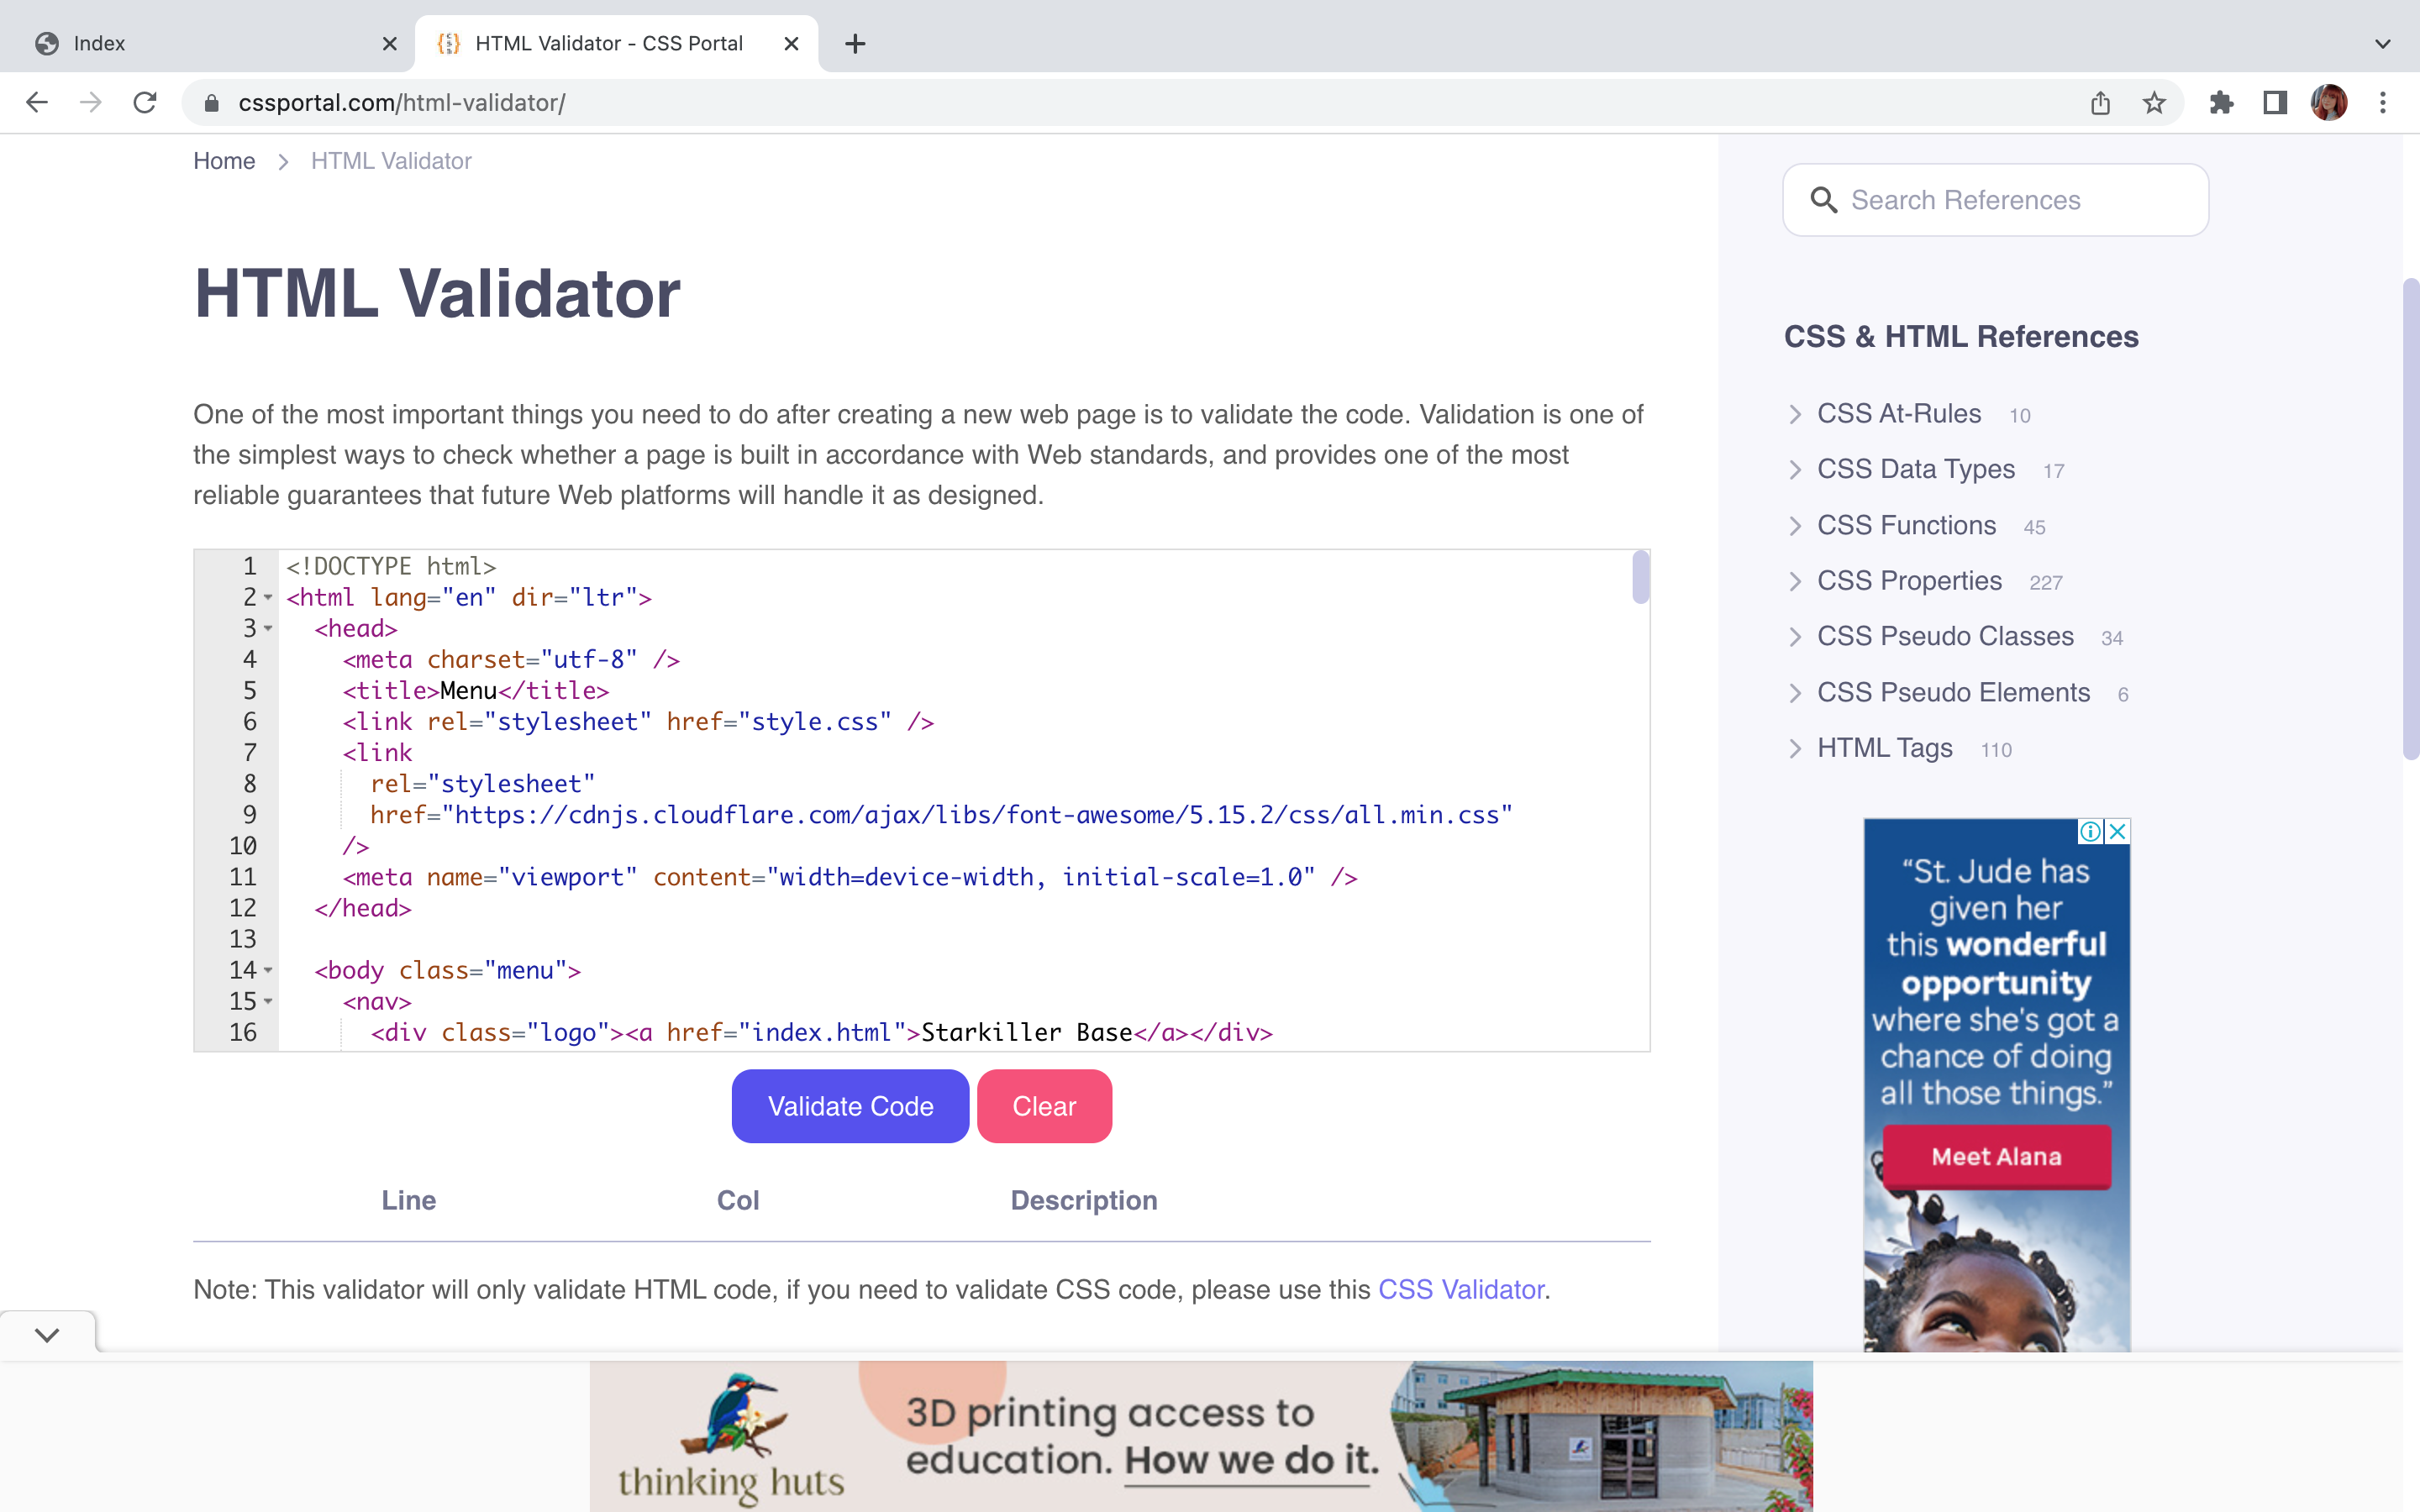 Index
HTML Validator - CSS Portal
cssportal.com/html-validator/
Home > HTML Validator
HTML Validator
One of the most important things you need to do after creating a new web page is to validate the code. Validation is one of
the simplest ways to check whether a page is built in accordance with Web standards, and provides one of the most
reliable guarantees that future Web platforms will handle it as designed.
1 <!DOCTYPE html>
2 <html lang="en" dir="ltr">
3 <head>
4 <meta charset="utf-8" />
5 <title>Menu</title>
6 <link rel="stylesheet" href="style.css" />
7 <link
8 rel="stylesheet"
9 href="https://cdnjs.cloudflare.com/ajax/libs/font-awesome/5.15.2/css/all.min.css"
10 />
11 <meta name="viewport" content="width=device-width, initial-scale=1.0" />
12 </head>
13
14 <body class="menu">
15 <nav>
16 <div class="logo"><a href="index.html">Starkiller Base</a></div>
Validate Code
Clear
Line Col Description
Note: This validator will only validate HTML code, if you need to validate CSS code, please use this CSS Validator.
Search References
CSS & HTML References
CSS At-Rules 10
CSS Data Types 17
CSS Functions 45
CSS Properties 227
CSS Pseudo Classes 34
CSS Pseudo Elements 6
HTML Tags 110
“St. Jude has
given her
this wonderful
opportunity
where she's got a
chance of doing
all those things.”
Meet Alana
thinking huts
3D printing access to
education. How we do it.